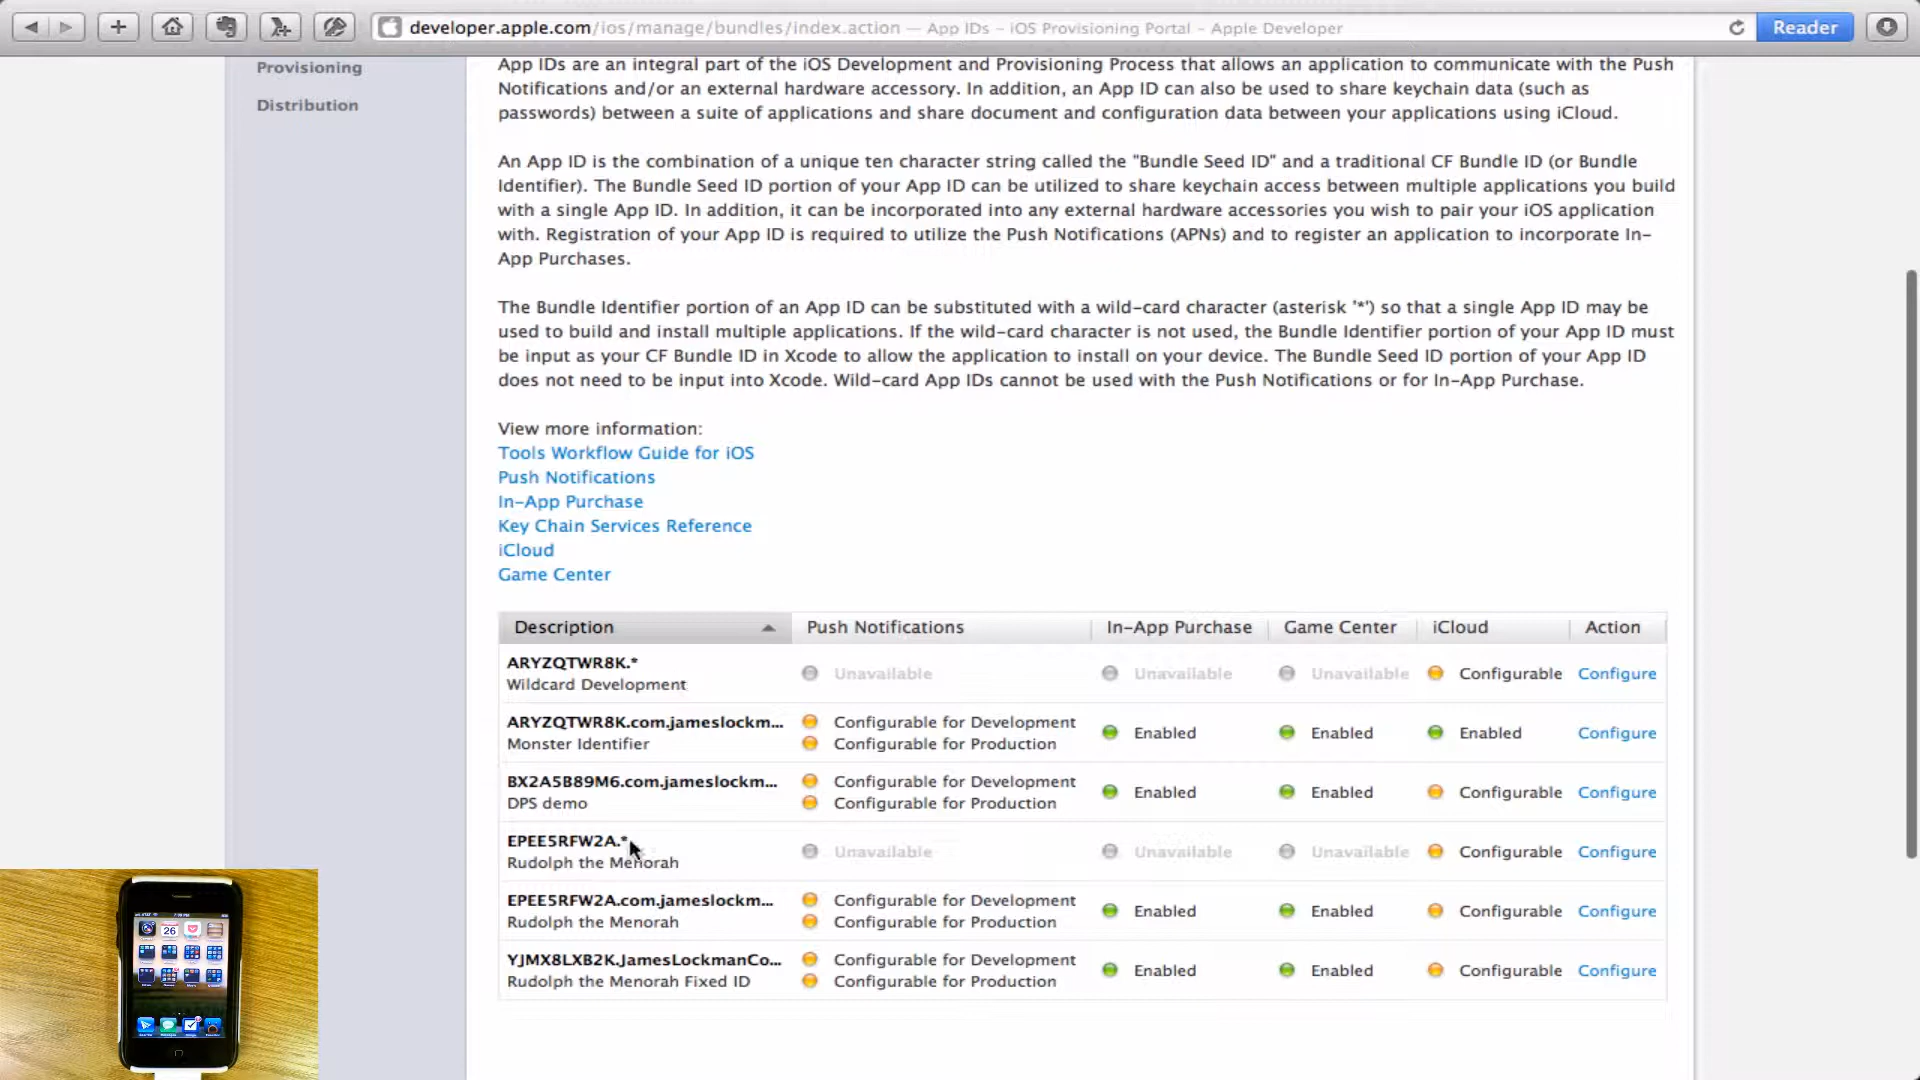 developer.apple.com/ios/manage/bundles/index.action — App IDs – iOS Provisioning Portal – Apple Developer
Reader
Provisioning
Distribution
App IDs are an integral part of the iOS Development and Provisioning Process that allows an application to communicate with the Push
Notifications and/or an external hardware accessory. In addition, an App ID can also be used to share keychain data (such as
passwords) between a suite of applications and share document and configuration data between your applications using iCloud.
An App ID is the combination of a unique ten character string called the "Bundle Seed ID" and a traditional CF Bundle ID (or Bundle
Identifier). The Bundle Seed ID portion of your App ID can be utilized to share keychain access between multiple applications you build
with a single App ID. In addition, it can be incorporated into any external hardware accessories you wish to pair your iOS application
with. Registration of your App ID is required to utilize the Push Notifications (APNs) and to register an application to incorporate In-
App Purchases.
The Bundle Identifier portion of an App ID can be substituted with a wild-card character (asterisk '*') so that a single App ID may be
used to build and install multiple applications. If the wild-card character is not used, the Bundle Identifier portion of your App ID must
be input as your CF Bundle ID in Xcode to allow the application to install on your device. The Bundle Seed ID portion of your App ID
does not need to be input into Xcode. Wild-card App IDs cannot be used with the Push Notifications or for In-App Purchase.
View more information:
Tools Workflow Guide for iOS
Push Notifications
In-App Purchase
Key Chain Services Reference
iCloud
Game Center
Description Push Notifications In-App Purchase Game Center iCloud Action
ARYZQTWR8K.*
Wildcard Development
Unavailable Unavailable Unavailable Configurable Configure
ARYZQTWR8K.com.jameslockm...
Monster Identifier
Configurable for Development
Configurable for Production
Enabled Enabled Enabled Configure
BX2A5B89M6.com.jameslockm...
DPS demo
Configurable for Development
Configurable for Production
Enabled Enabled Configurable Configure
EPEE5RFW2A.*
Rudolph the Menorah
Unavailable Unavailable Unavailable Configurable Configure
EPEE5RFW2A.com.jameslockm...
Rudolph the Menorah
Configurable for Development
Configurable for Production
Enabled Enabled Configurable Configure
YJMX8LXB2K.JamesLockmanCo...
Rudolph the Menorah Fixed ID
Configurable for Development
Configurable for Production
Enabled Enabled Configurable Configure
26